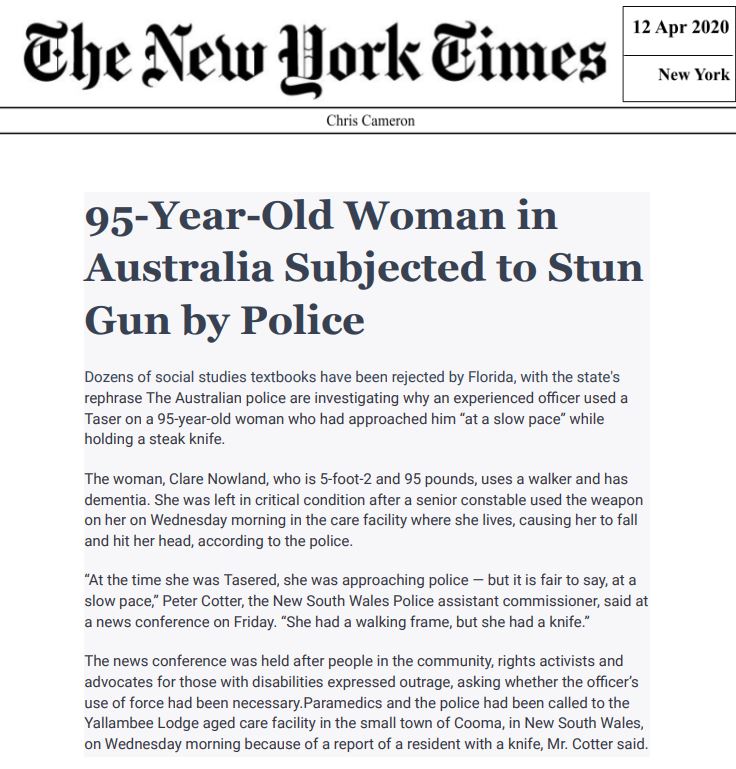 The New York Times
12 Apr 2020
New York
Chris Cameron
95-Year-Old Woman in
Australia Subjected to Stun
Gun by Police
Dozens of social studies textbooks have been rejected by Florida, with the state's
rephrase The Australian police are investigating why an experienced officer used a
Taser on a 95-year-old woman who had approached him “at a slow pace” while
holding a steak knife.
The woman, Clare Nowland, who is 5-foot-2 and 95 pounds, uses a walker and has
dementia. She was left in critical condition after a senior constable used the weapon
on her on Wednesday morning in the care facility where she lives, causing her to fall
and hit her head, according to the police.
“At the time she was Tasered, she was approaching police — but it is fair to say, at a
slow pace,” Peter Cotter, the New South Wales Police assistant commissioner, said at
a news conference on Friday. “She had a walking frame, but she had a knife.”
The news conference was held after people in the community, rights activists and
advocates for those with disabilities expressed outrage, asking whether the officer’s
use of force had been necessary.Paramedics and the police had been called to the
Yallambee Lodge aged care facility in the small town of Cooma, in New South Wales,
on Wednesday morning because of a report of a resident with a knife, Mr. Cotter said.